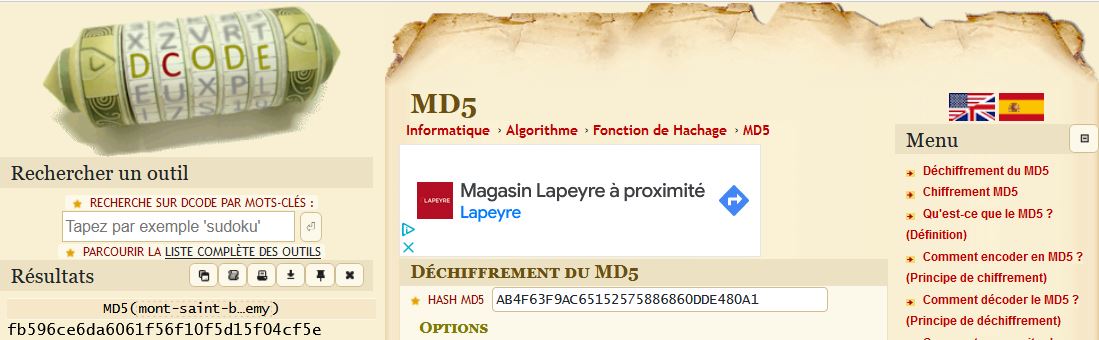 DCODE
Rechercher un outil
RECHERCHE SUR DCODE PAR MOTS-CLÉS :
Tapez par exemple 'sudoku'
PARCOURIR LA LISTE COMPLÈTE DES OUTILS
Résultats
MD5(mont-saint-b…emy)
fb596ce6da6061f56f10f5d15f04cf5e
MD5
Informatique › Algorithme › Fonction de Hachage › MD5
LAPEYRE
Magasin Lapeyre à proximité
Lapeyre
DÉCHIFFREMENT DU MD5
HASH MD5 AB4F63F9AC65152575886860DDE480A1
OPTIONS
Menu
Déchiffrement du MD5
Chiffrement MD5
Qu'est-ce que le MD5 ?
(Définition)
Comment encoder en MD5 ?
(Principe de chiffrement)
Comment décoder le MD5 ?
(Principe de déchiffrement)